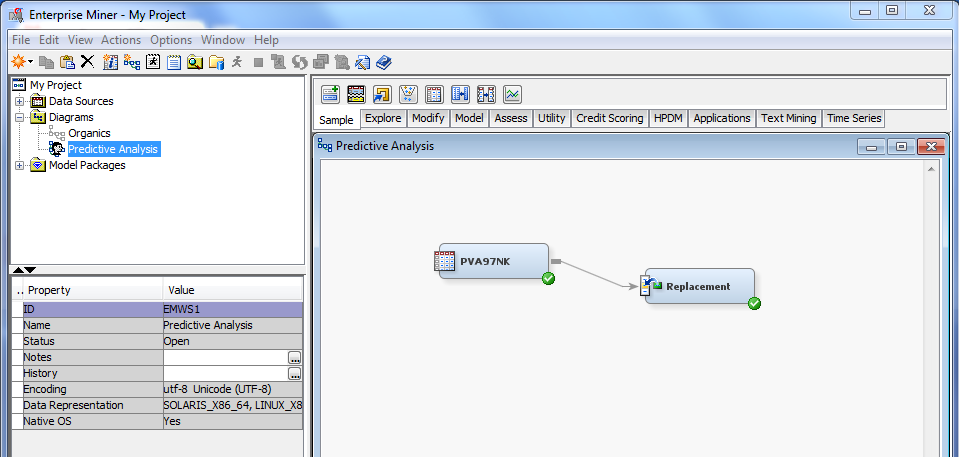 Enterprise Miner - My Project
File Edit View Actions Options Window Help
My Project
Data Sources
Diagrams
Organics
Predictive Analysis
Model Packages
.. Property Value
ID EMWS1
Name Predictive Analysis
Status Open
Notes ...
History ...
Encoding utf-8 Unicode (UTF-8)
Data Representation SOLARIS_X86_64, LINUX_X8
Native OS Yes
Sample Explore Modify Model Assess Utility Credit Scoring HPDM Applications Text Mining Time Series
Predictive Analysis
PVA97NK
Replacement